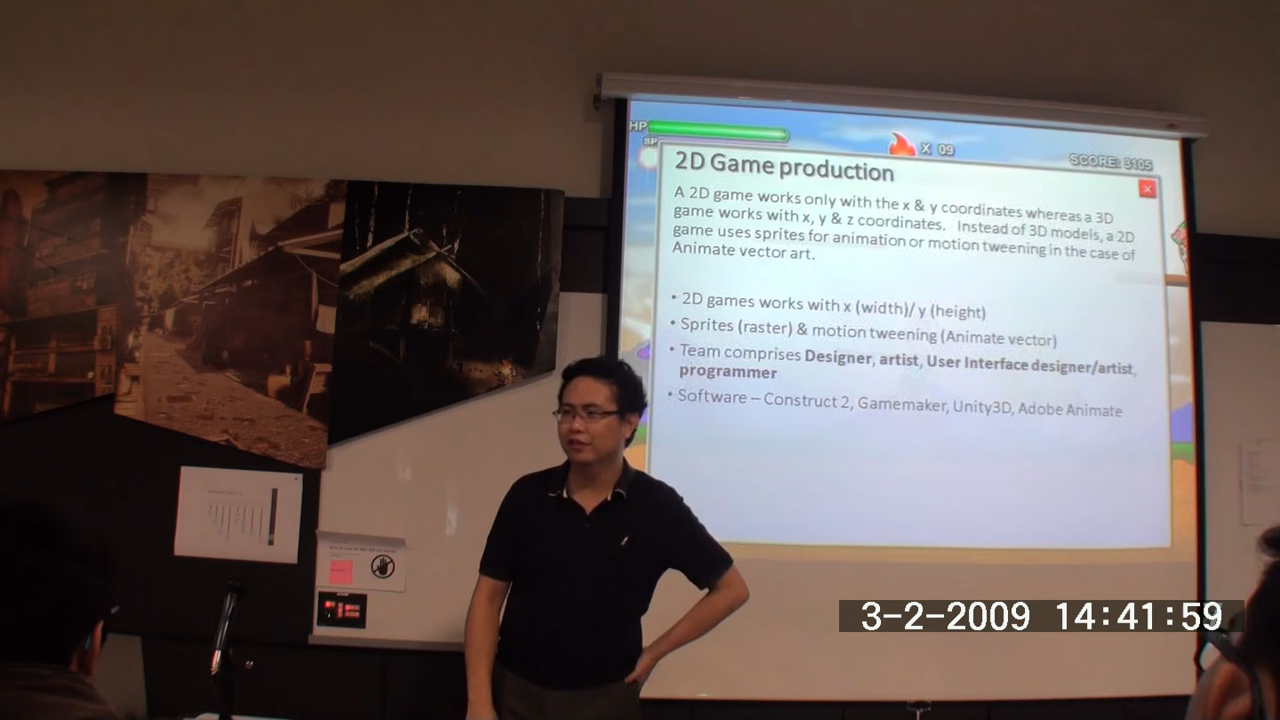 HP
SP
X 09
SCORE: 3105
2D Game production
A 2D game works only with the x & y coordinates whereas a 3D
game works with x, y & z coordinates. Instead of 3D models, a 2D
game uses sprites for animation or motion tweening in the case of
Animate vector art.
• 2D games works with x (width)/ y (height)
• Sprites (raster) & motion tweening (Animate vector)
• Team comprises Designer, artist, User Interface designer/artist,
programmer
• Software – Construct 2, Gamemaker, Unity3D, Adobe Animate
3-2-2009 14:41:59